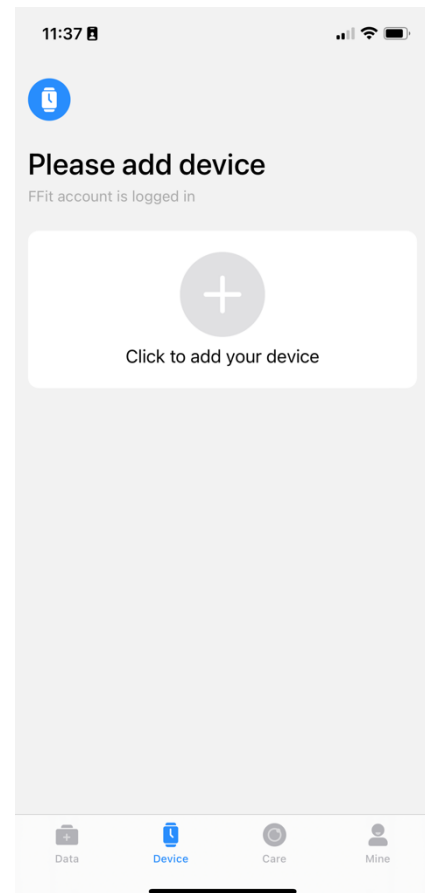 11:37
Please add device
FFit account is logged in
Click to add your device
Data
Device
Care
Mine